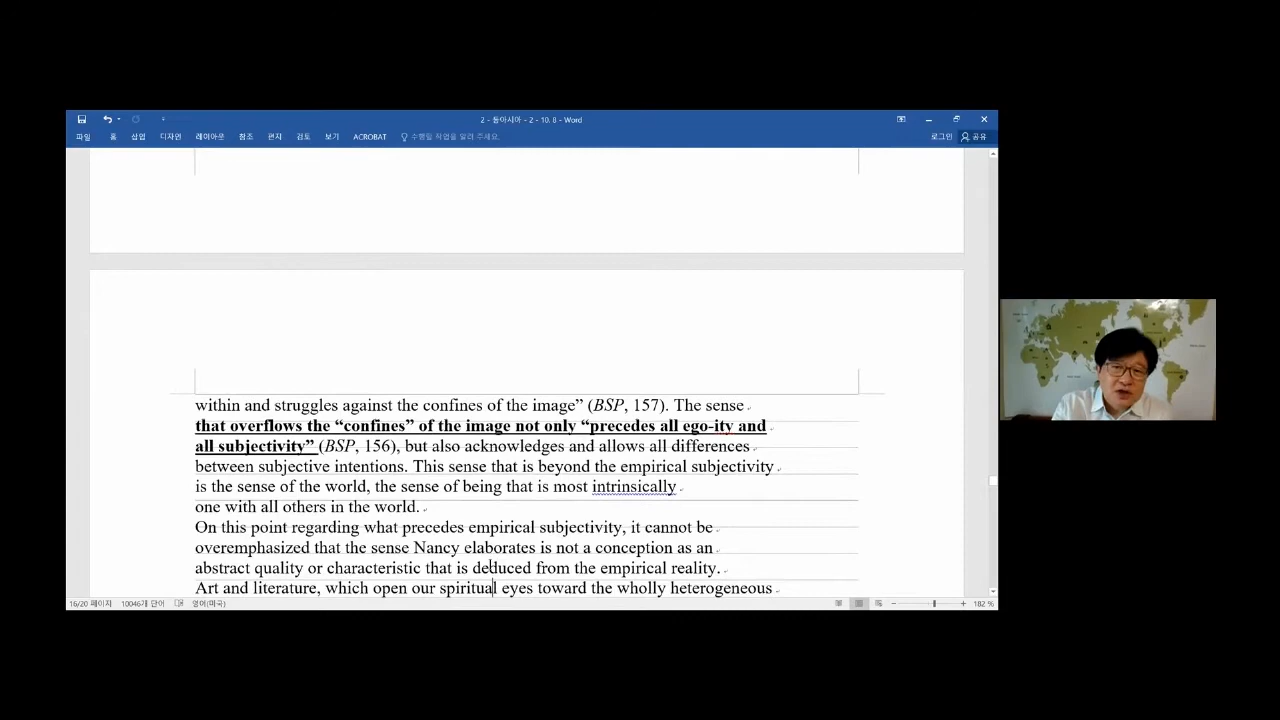 2 - 동아시아 - 2 - 10. 8 - Word
파일 홈 삽입 디자인 레이아웃 참조 편지 검토 보기 ACROBAT 수행할 작업을 알려 주세요. 로그인 공유
within and struggles against the confines of the image” (BSP, 157). The sense
that overflows the “confines” of the image not only “precedes all ego-ity and
all subjectivity” (BSP, 156), but also acknowledges and allows all differences
between subjective intentions. This sense that is beyond the empirical subjectivity
is the sense of the world, the sense of being that is most intrinsically
one with all others in the world.
On this point regarding what precedes empirical subjectivity, it cannot be
overemphasized that the sense Nancy elaborates is not a conception as an
abstract quality or characteristic that is deduced from the empirical reality.
Art and literature, which open our spiritual eyes toward the wholly heterogeneous
16/20 페이지 10046개 단어 영어(미국) 182 %